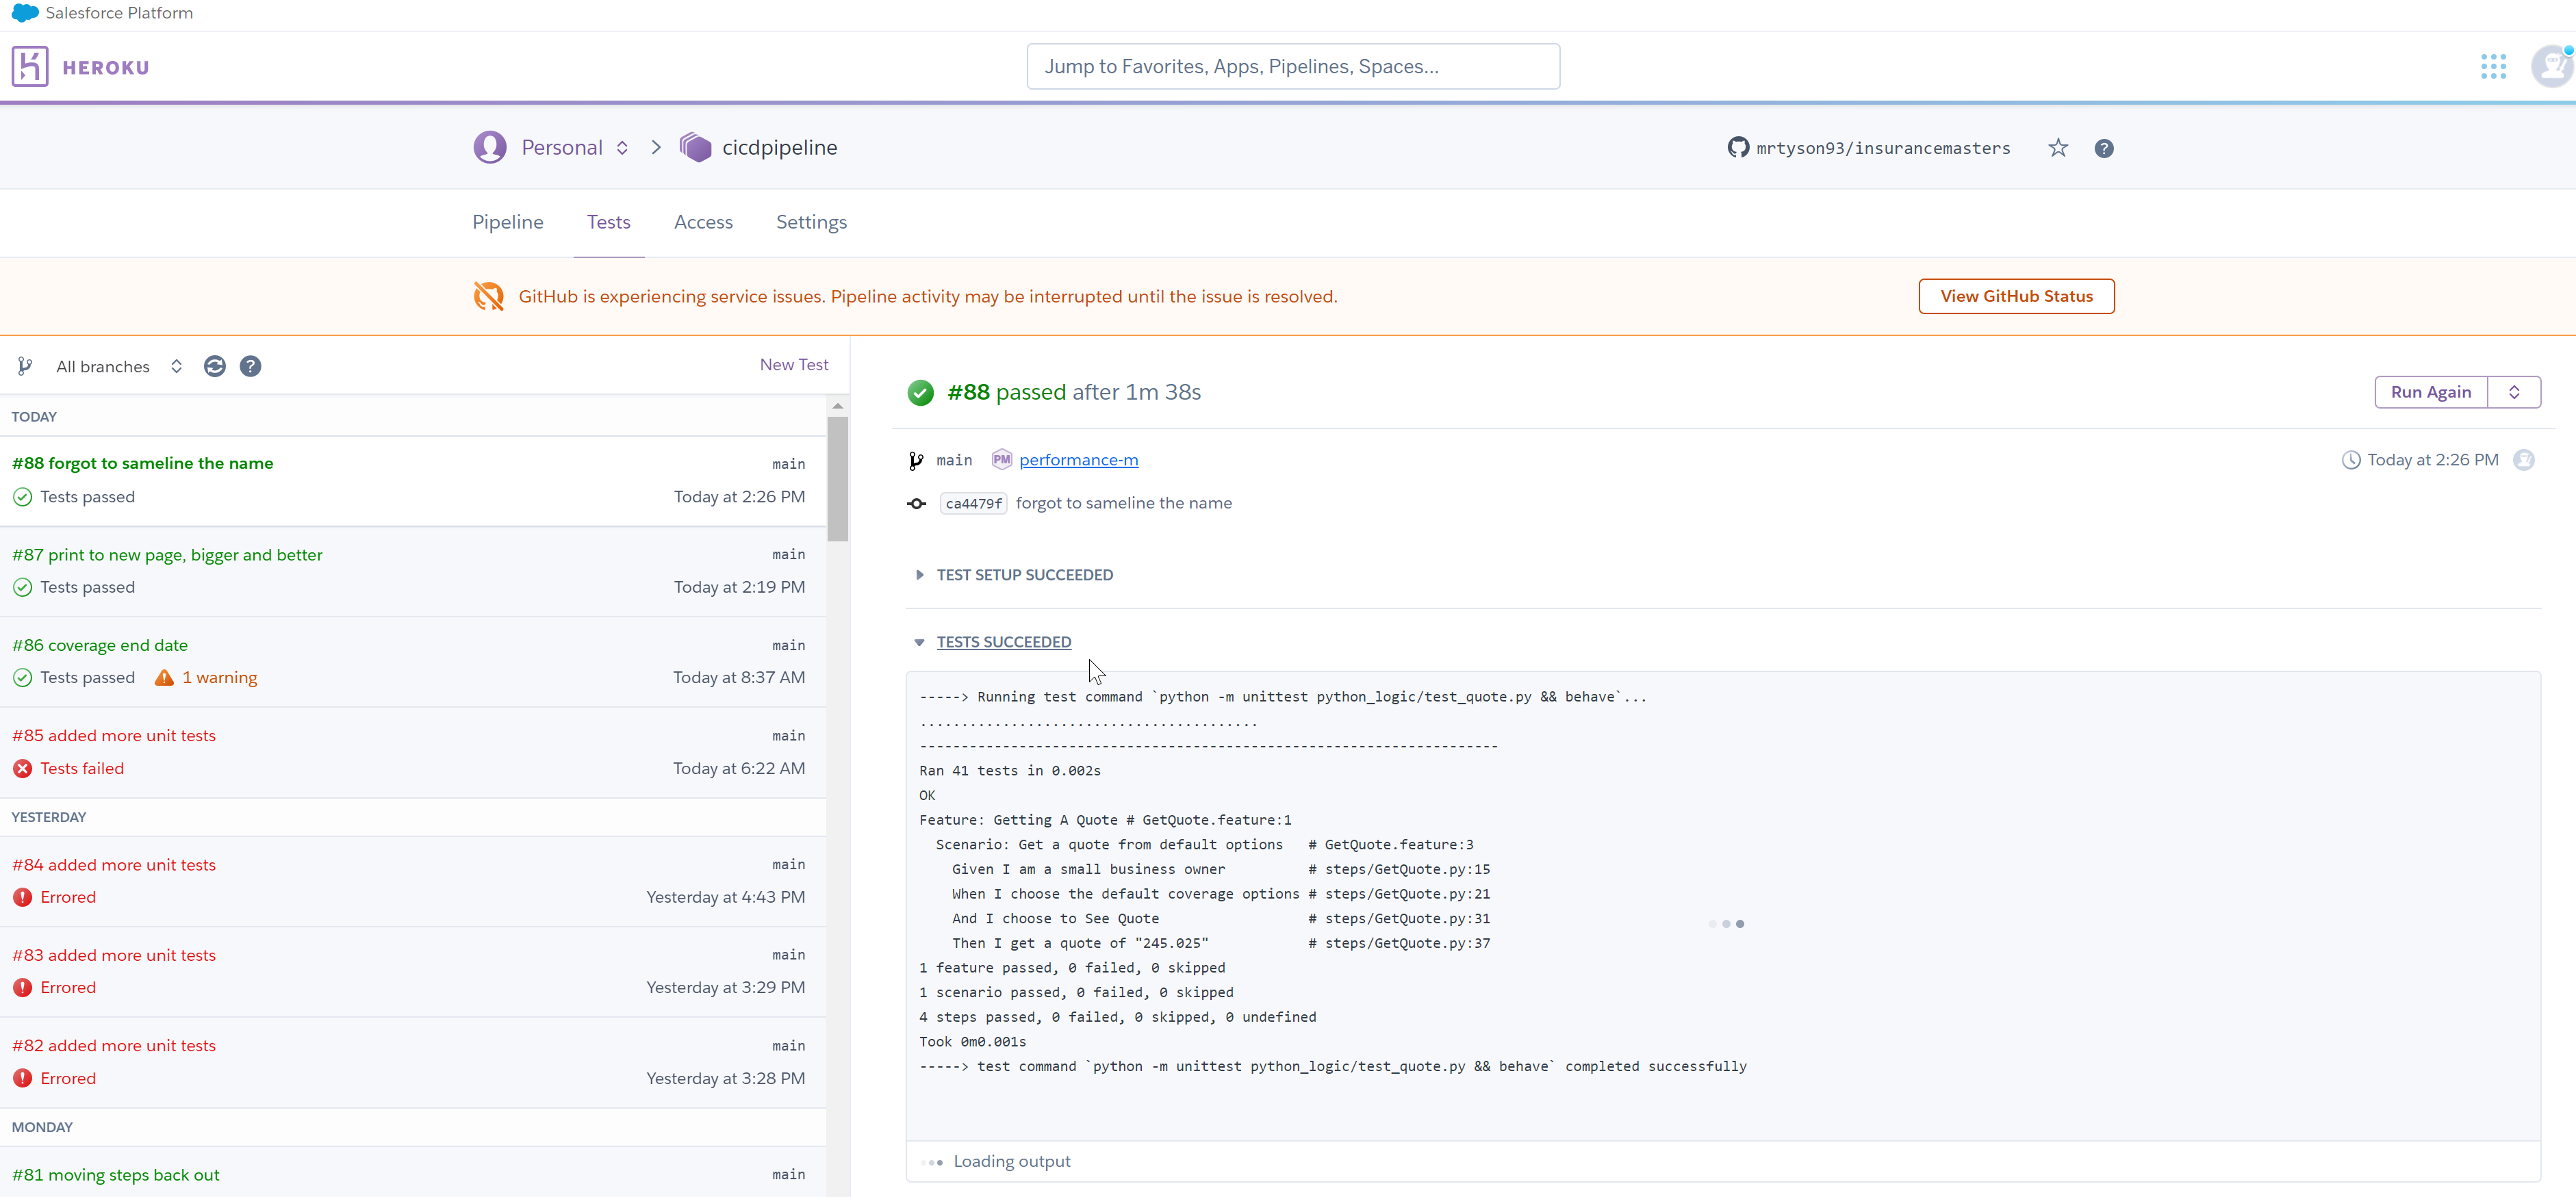 Salesforce Platform
HEROKU
Jump to Favorites, Apps, Pipelines, Spaces...
Personal
cicdpipeline
mrtyson93/insurancemasters
?
Pipeline Tests Access Settings
GitHub is experiencing service issues. Pipeline activity may be interrupted until the issue is resolved.
View GitHub Status
All branches
?
New Test
TODAY
#88 forgot to sameline the name main
Tests passed Today at 2:26 PM
#87 print to new page, bigger and better main
Tests passed Today at 2:19 PM
#86 coverage end date main
Tests passed 1 warning Today at 8:37 AM
#85 added more unit tests main
Tests failed Today at 6:22 AM
YESTERDAY
#84 added more unit tests main
Errored Yesterday at 4:43 PM
#83 added more unit tests main
Errored Yesterday at 3:29 PM
#82 added more unit tests main
Errored Yesterday at 3:28 PM
MONDAY
#81 moving steps back out main
#88 passed after 1m 38s
Run Again
main PM performance-m
Today at 2:26 PM
ca4479f forgot to sameline the name
TEST SETUP SUCCEEDED
TESTS SUCCEEDED
-----> Running test command `python -m unittest python_logic/test_quote.py && behave`...
.........................................
----------------------------------------------------------------------
Ran 41 tests in 0.002s
OK
Feature: Getting A Quote # GetQuote.feature:1
Scenario: Get a quote from default options # GetQuote.feature:3
Given I am a small business owner # steps/GetQuote.py:15
When I choose the default coverage options # steps/GetQuote.py:21
And I choose to See Quote # steps/GetQuote.py:31
Then I get a quote of "245.025" # steps/GetQuote.py:37
1 feature passed, 0 failed, 0 skipped
1 scenario passed, 0 failed, 0 skipped
4 steps passed, 0 failed, 0 skipped, 0 undefined
Took 0m0.001s
-----> test command `python -m unittest python_logic/test_quote.py && behave` completed successfully
Loading output